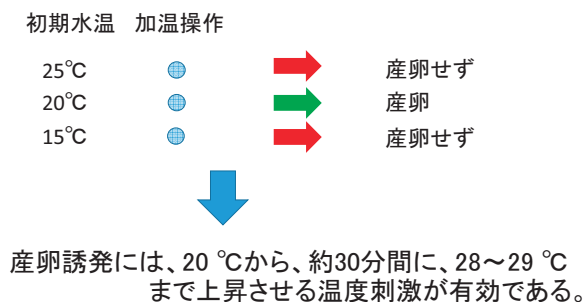 初期水温 加温操作
25℃ 産卵せず
20℃ 産卵
15℃ 産卵せず
産卵誘発には、20 ℃から、約30分間に、28～29 ℃
まで上昇させる温度刺激が有効である。